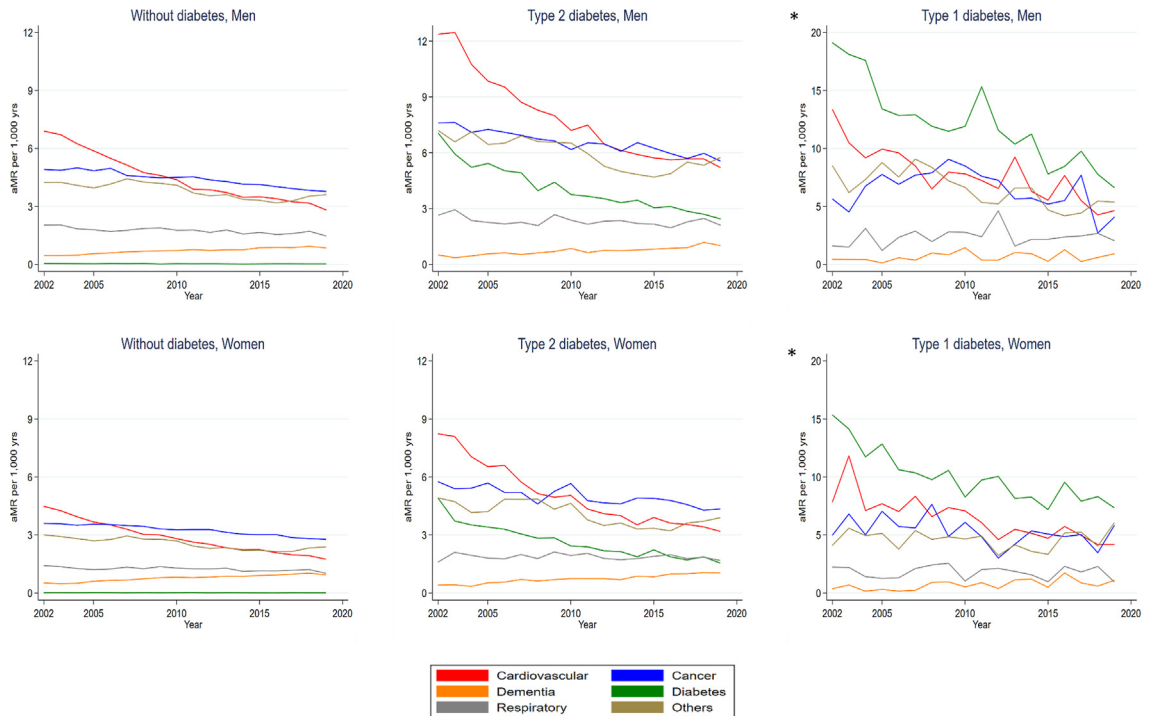 Without diabetes, Men
aMR per 1,000 yrs
12
9
6
3
0
2002 2005 2010 2015 2020
Year
Type 2 diabetes, Men
aMR per 1,000 yrs
12
9
6
3
0
2002 2005 2010 2015 2020
Year
*
Type 1 diabetes, Men
aMR per 1,000 yrs
20
15
10
5
0
2002 2005 2010 2015 2020
Year
Without diabetes, Women
aMR per 1,000 yrs
12
9
6
3
0
2002 2005 2010 2015 2020
Year
Type 2 diabetes, Women
aMR per 1,000 yrs
12
9
6
3
0
2002 2005 2010 2015 2020
Year
*
Type 1 diabetes, Women
aMR per 1,000 yrs
20
15
10
5
0
2002 2005 2010 2015 2020
Year
Cardiovascular Cancer
Dementia Diabetes
Respiratory Others